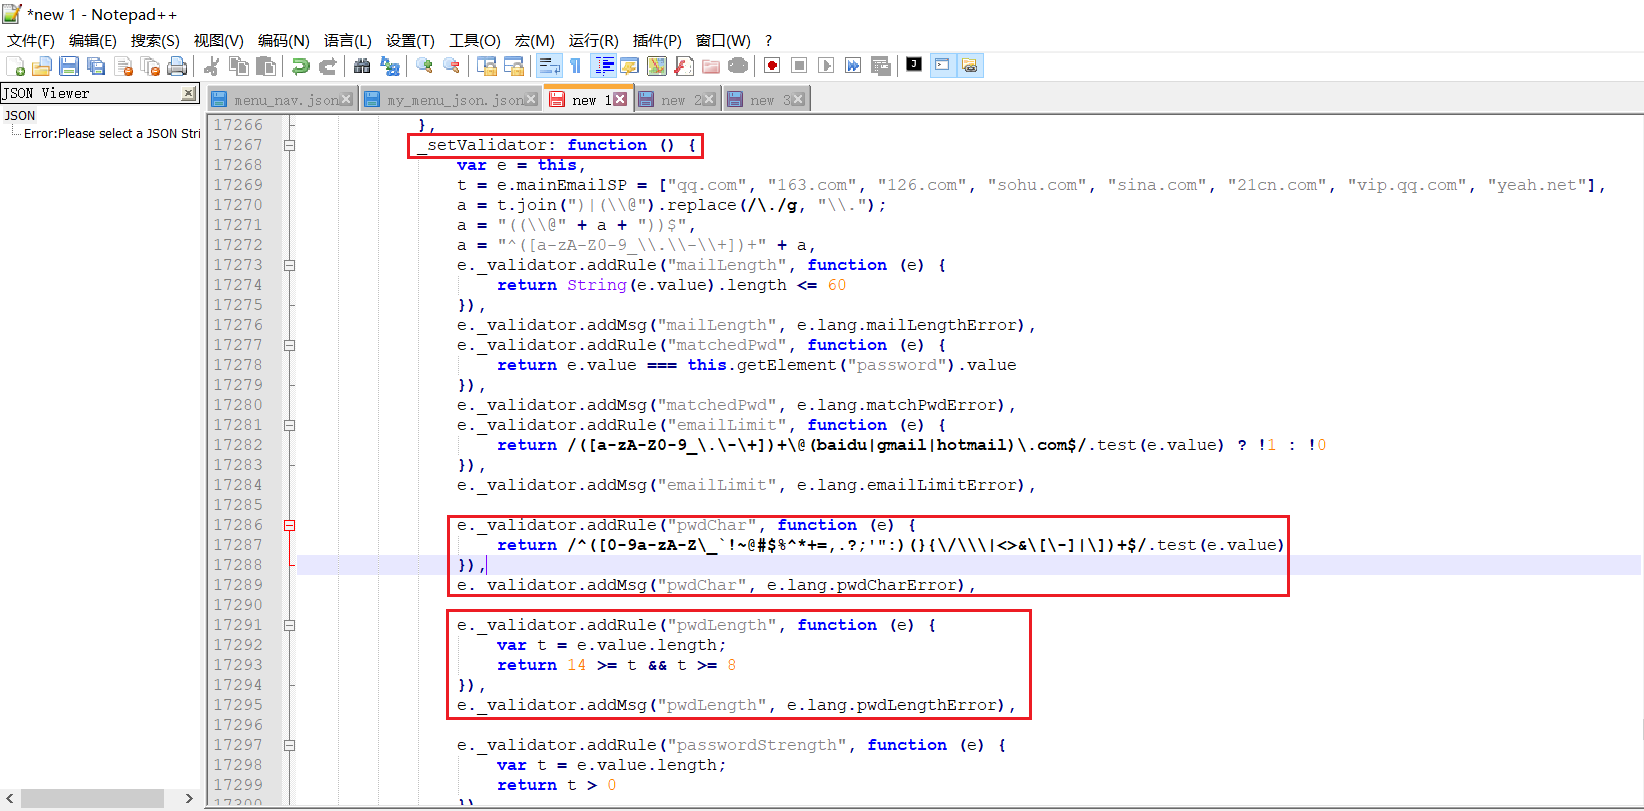 *new 1 - Notepad++
文件(F) 编辑(E) 搜索(S) 视图(V) 编码(N) 语言(L) 设置(T) 工具(O) 宏(M) 运行(R) 插件(P) 窗口(W) ?
JSON Viewer
JSON
Error:Please select a JSON Stri
menu_nav.json my_menu_json.json new 1 new 2 new 3
17266 },
17267 _setValidator: function () {
17268 var e = this,
17269 t = e.mainEmailSP = ["qq.com", "163.com", "126.com", "sohu.com", "sina.com", "21cn.com", "vip.qq.com", "yeah.net"],
17270 a = t.join(")|(\\@").replace(/\./g, "\\.");
17271 a = "((\\@" + a + "))$",
17272 a = "^([a-zA-Z0-9_\\.\\-\\+])+" + a,
17273 e._validator.addRule("mailLength", function (e) {
17274 return String(e.value).length <= 60
17275 }),
17276 e._validator.addMsg("mailLength", e.lang.mailLengthError),
17277 e._validator.addRule("matchedPwd", function (e) {
17278 return e.value === this.getElement("password").value
17279 }),
17280 e._validator.addMsg("matchedPwd", e.lang.matchPwdError),
17281 e._validator.addRule("emailLimit", function (e) {
17282 return /([a-zA-Z0-9_\.\-\+])+\@(baidu|gmail|hotmail)\.com$/.test(e.value) ? !1 : !0
17283 }),
17284 e._validator.addMsg("emailLimit", e.lang.emailLimitError),
17285
17286 e._validator.addRule("pwdChar", function (e) {
17287 return /^([0-9a-zA-Z\_`!~@#$%^*+=,.?;'":)(}{\/\\\|<>&\[\-]|\])+$/.test(e.value)
17288 }),
17289 e._validator.addMsg("pwdChar", e.lang.pwdCharError),
17290
17291 e._validator.addRule("pwdLength", function (e) {
17292 var t = e.value.length;
17293 return 14 >= t && t >= 8
17294 }),
17295 e._validator.addMsg("pwdLength", e.lang.pwdLengthError),
17296
17297 e._validator.addRule("passwordStrength", function (e) {
17298 var t = e.value.length;
17299 return t > 0
17300 })